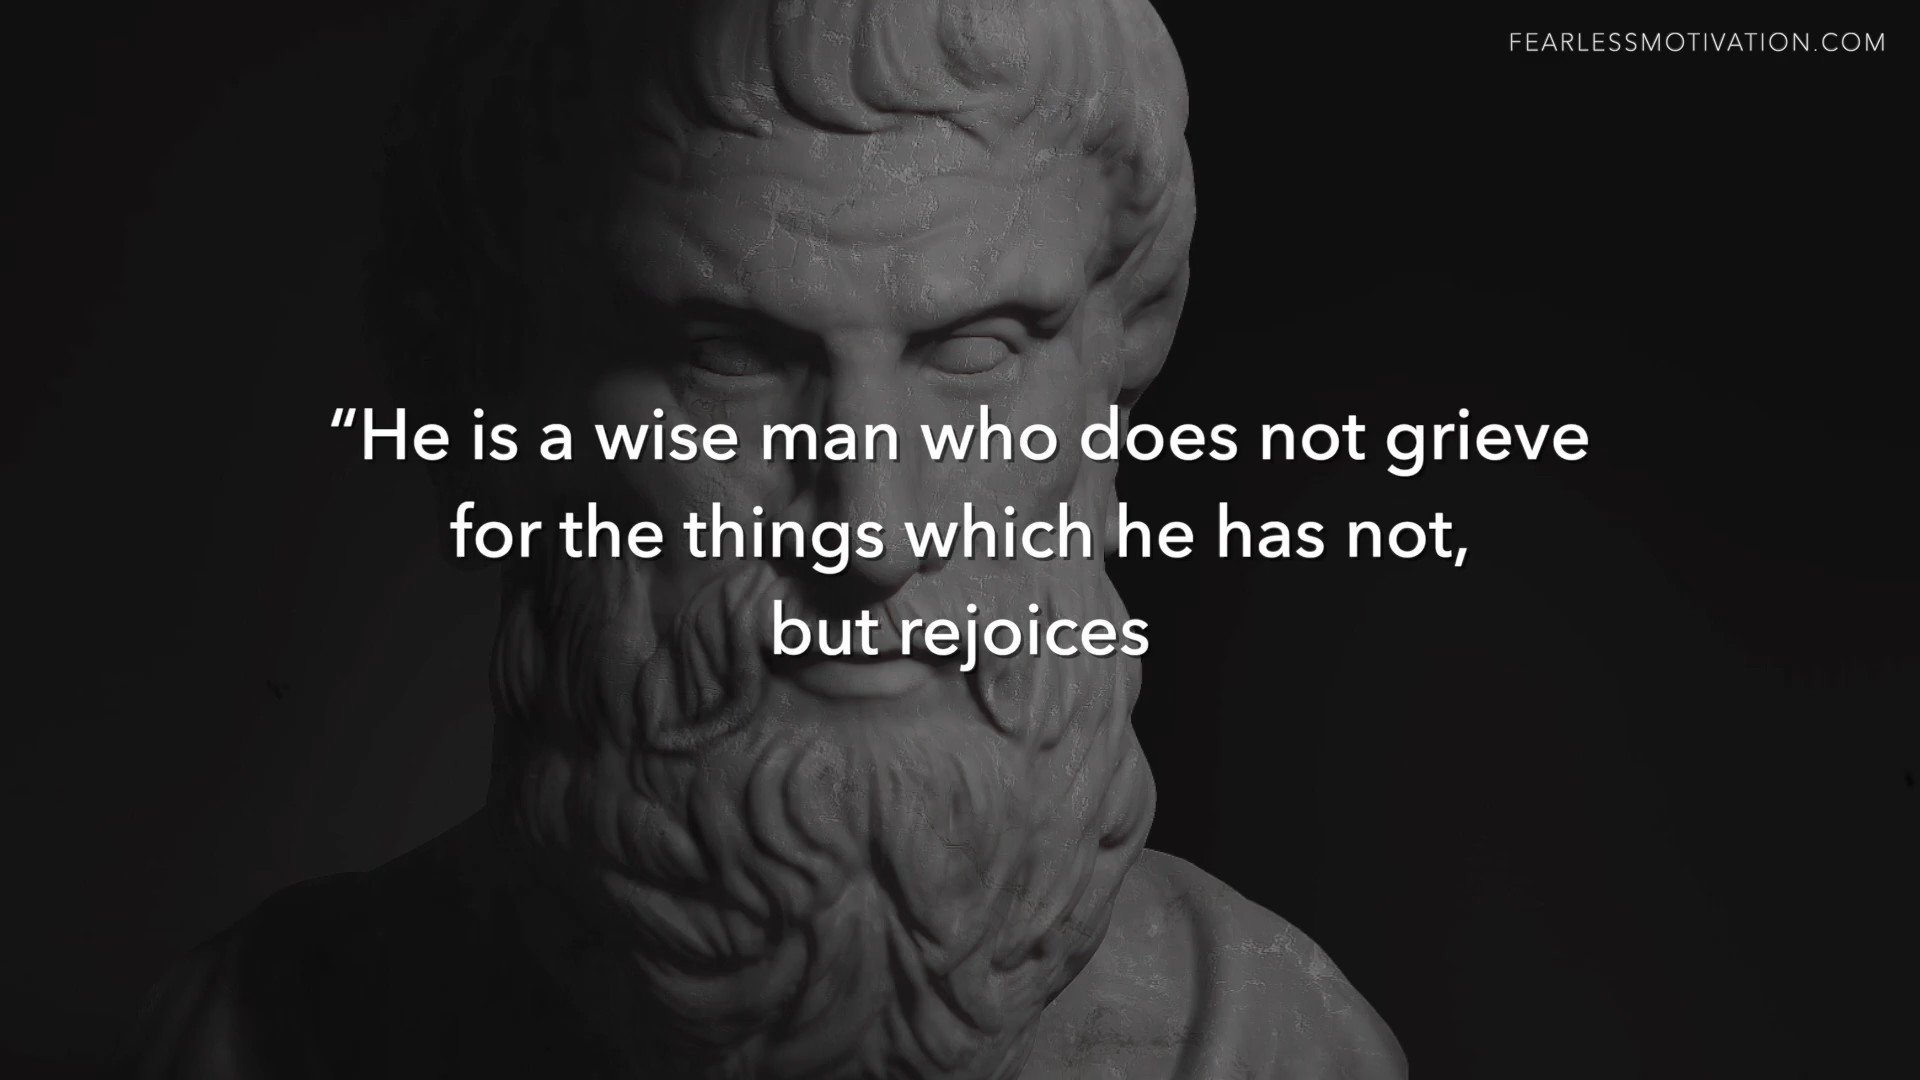 FEARLESSMOTIVATION.COM
“He is a wise man who does not grieve
for the things which he has not,
but rejoices